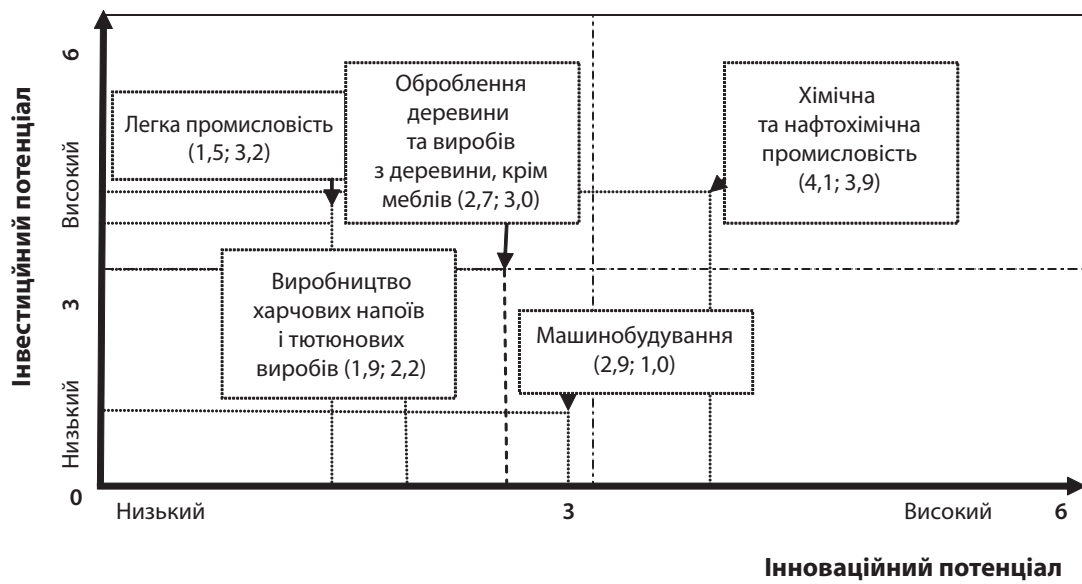 Інвестиційний потенціал
6
Високий
3
Низький
0
Легка промисловість
(1,5; 3,2)
Оброблення
деревини
та виробів
з деревини, крім
меблів (2,7; 3,0)
Хімічна
та нафтохімічна
промисловість
(4,1; 3,9)
Виробництво
харчових напоїв
і тютюнових
виробів (1,9; 2,2)
Машинобудування
(2,9; 1,0)
Низький
3
Високий
6
Інноваційний потенціал